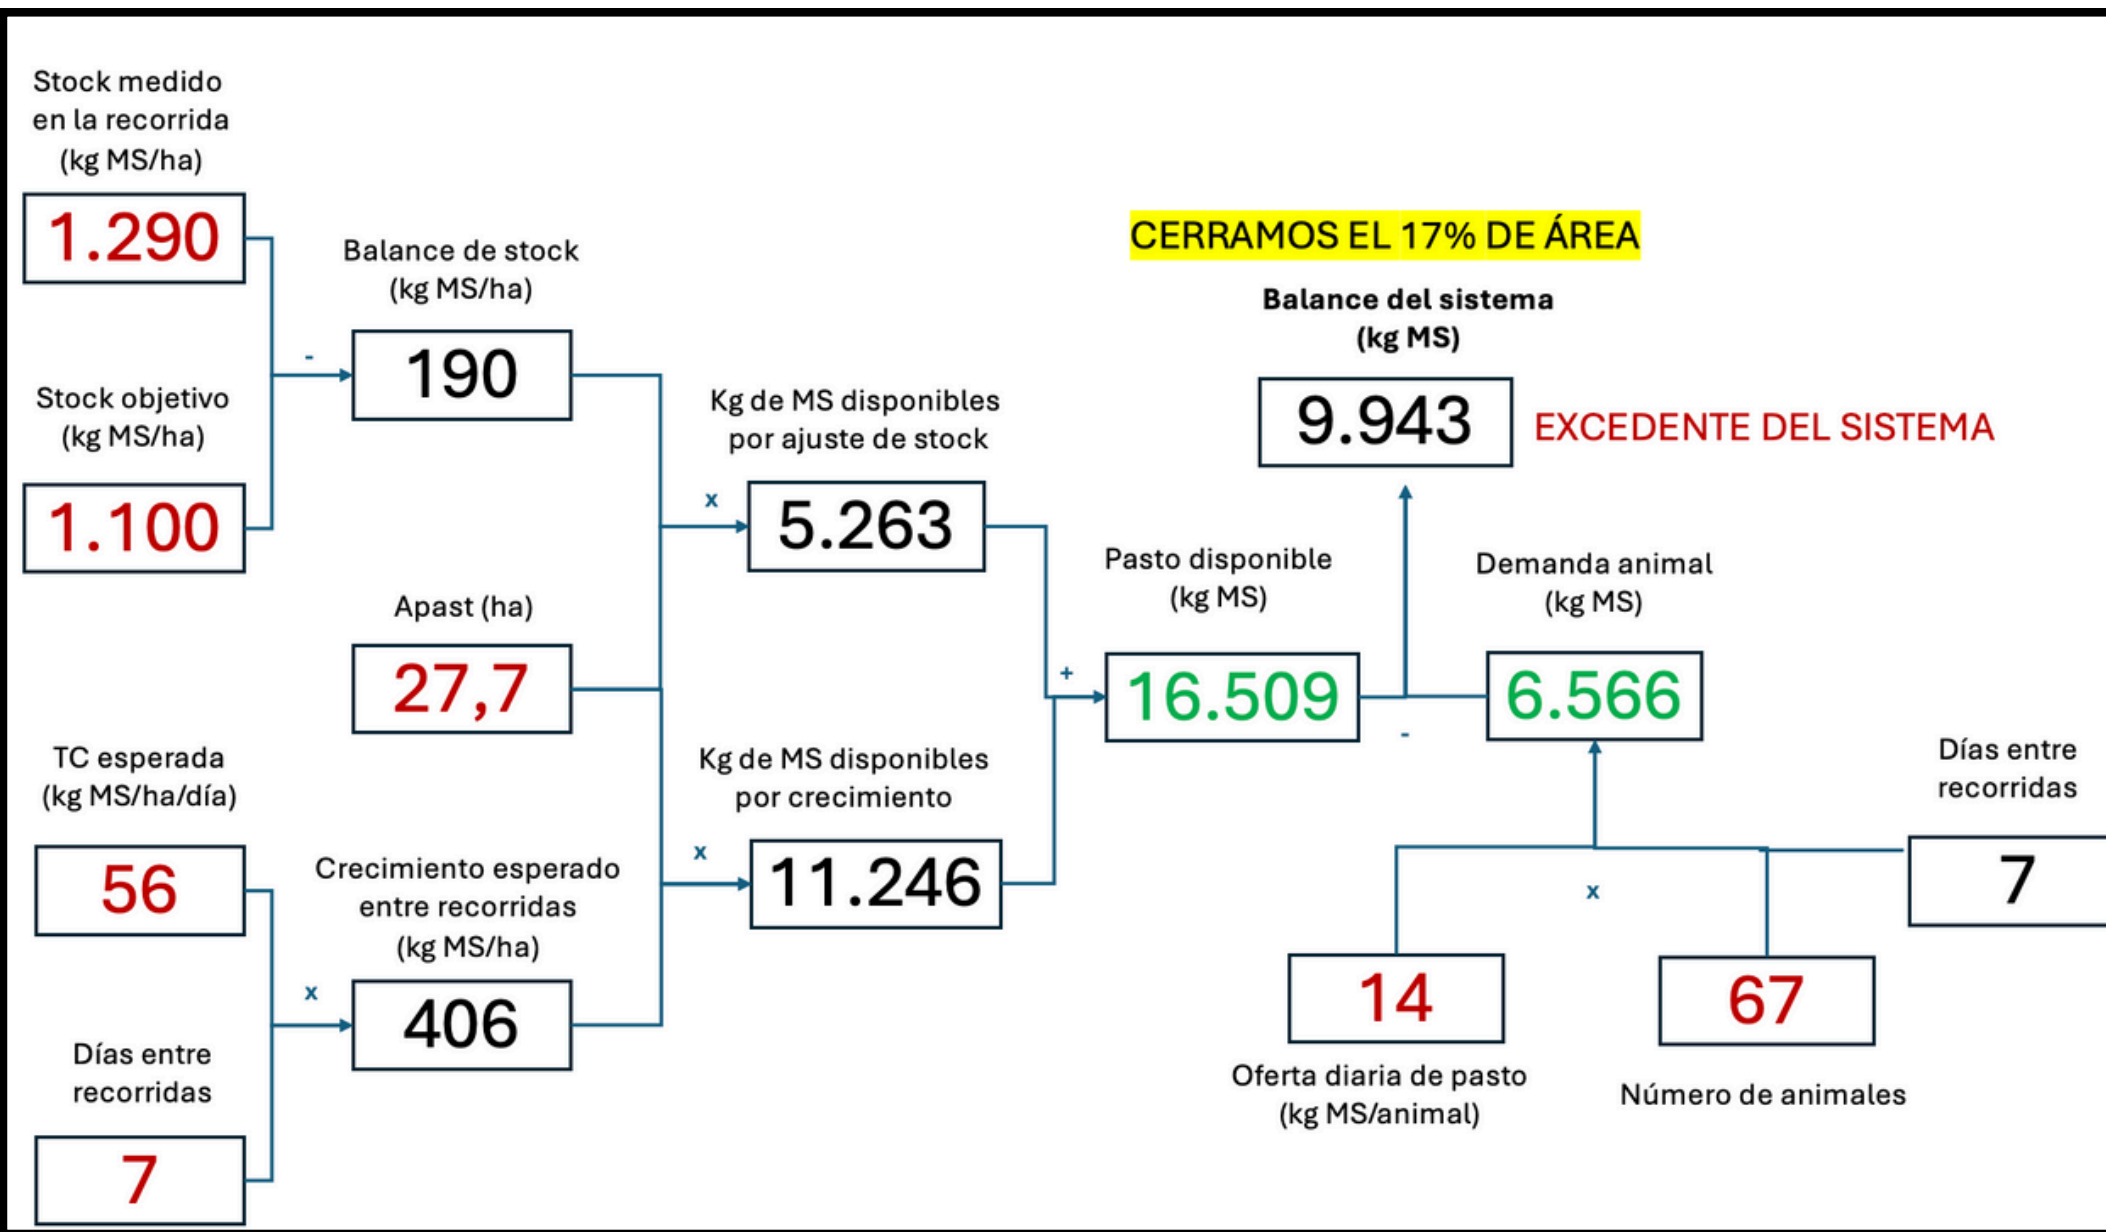 Stock medido
en la recorrida
(kg MS/ha)
1.290
Stock objetivo
(kg MS/ha)
1.100
TC esperada
(kg MS/ha/día)
56
Días entre
recorridas
7
Balance de stock
(kg MS/ha)
-
190
Apast (ha)
27,7
Crecimiento esperado
entre recorridas
(kg MS/ha)
x
406
Kg de MS disponibles
por ajuste de stock
x
5.263
Kg de MS disponibles
por crecimiento
x
11.246
CERRAMOS EL 17% DE ÁREA
Balance del sistema
(kg MS)
9.943
EXCEDENTE DEL SISTEMA
Pasto disponible
(kg MS)
+
16.509
-
Demanda animal
(kg MS)
6.566
Días entre
recorridas
7
x
14
Oferta diaria de pasto
(kg MS/animal)
67
Número de animales